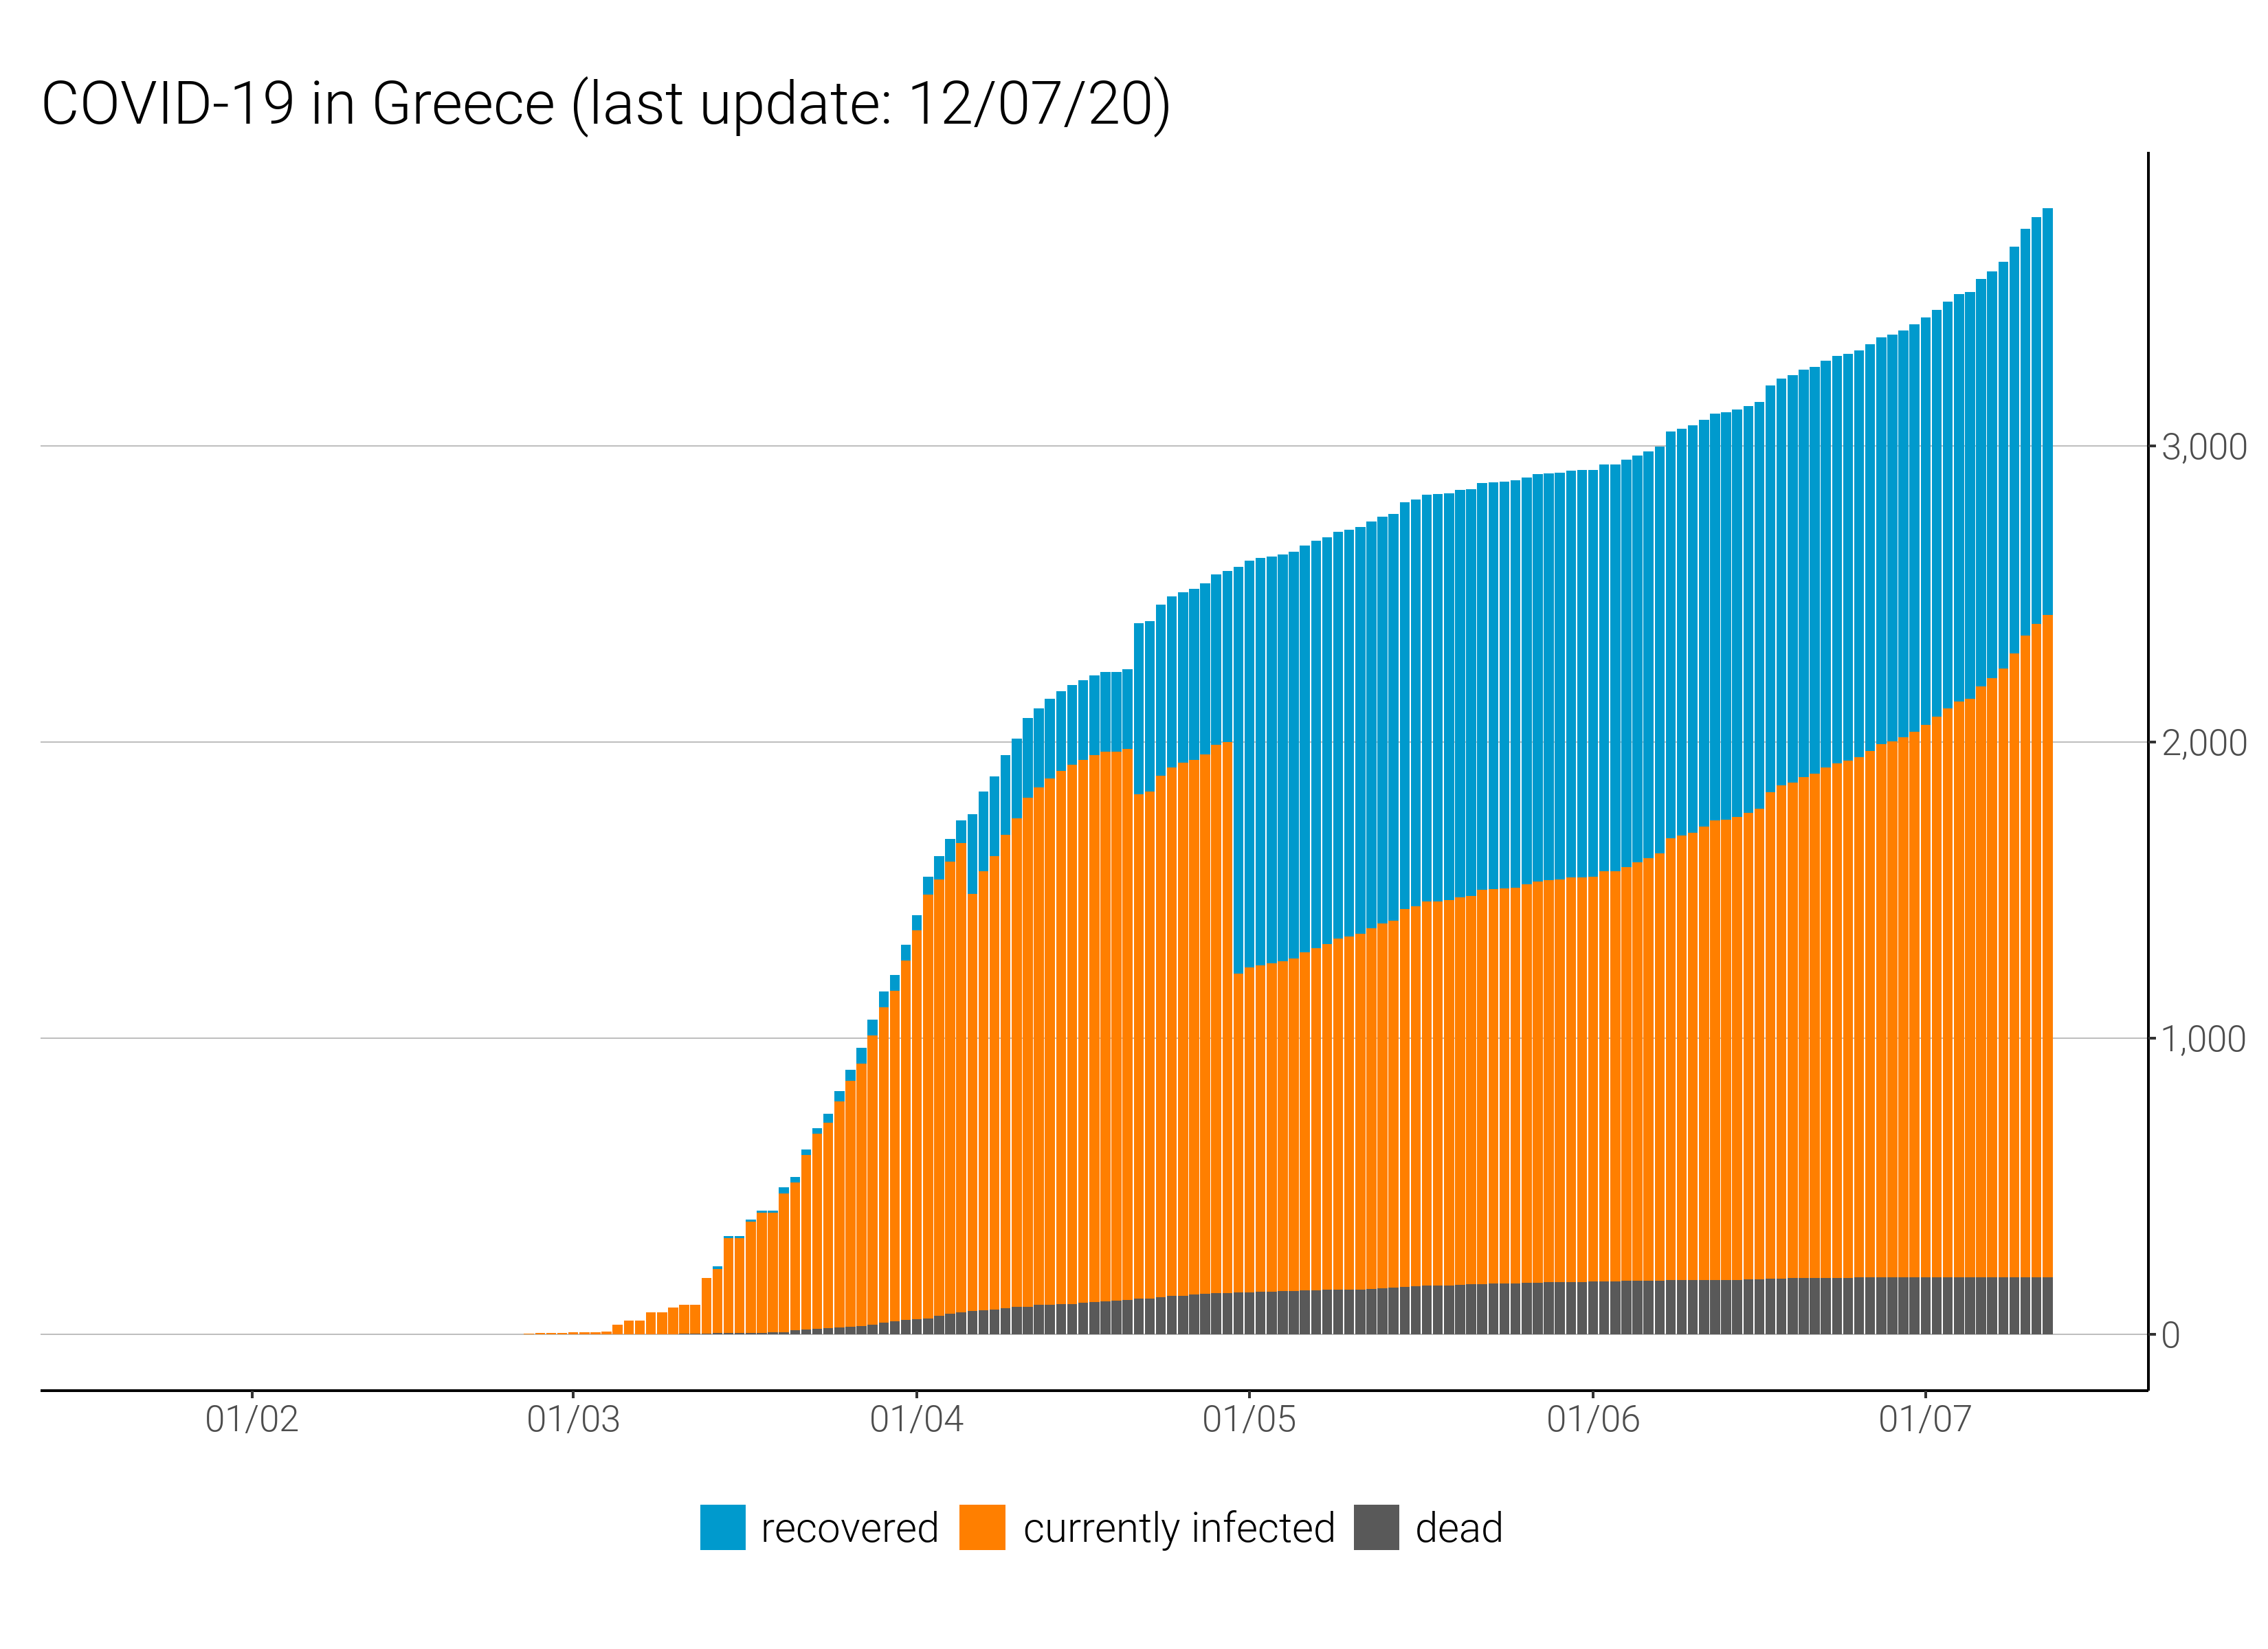 COVID-19 in Greece (last update: 12/07/20)
3,000
2,000
1,000
0
01/02 01/03 01/04 01/05 01/06 01/07
recovered currently infected dead